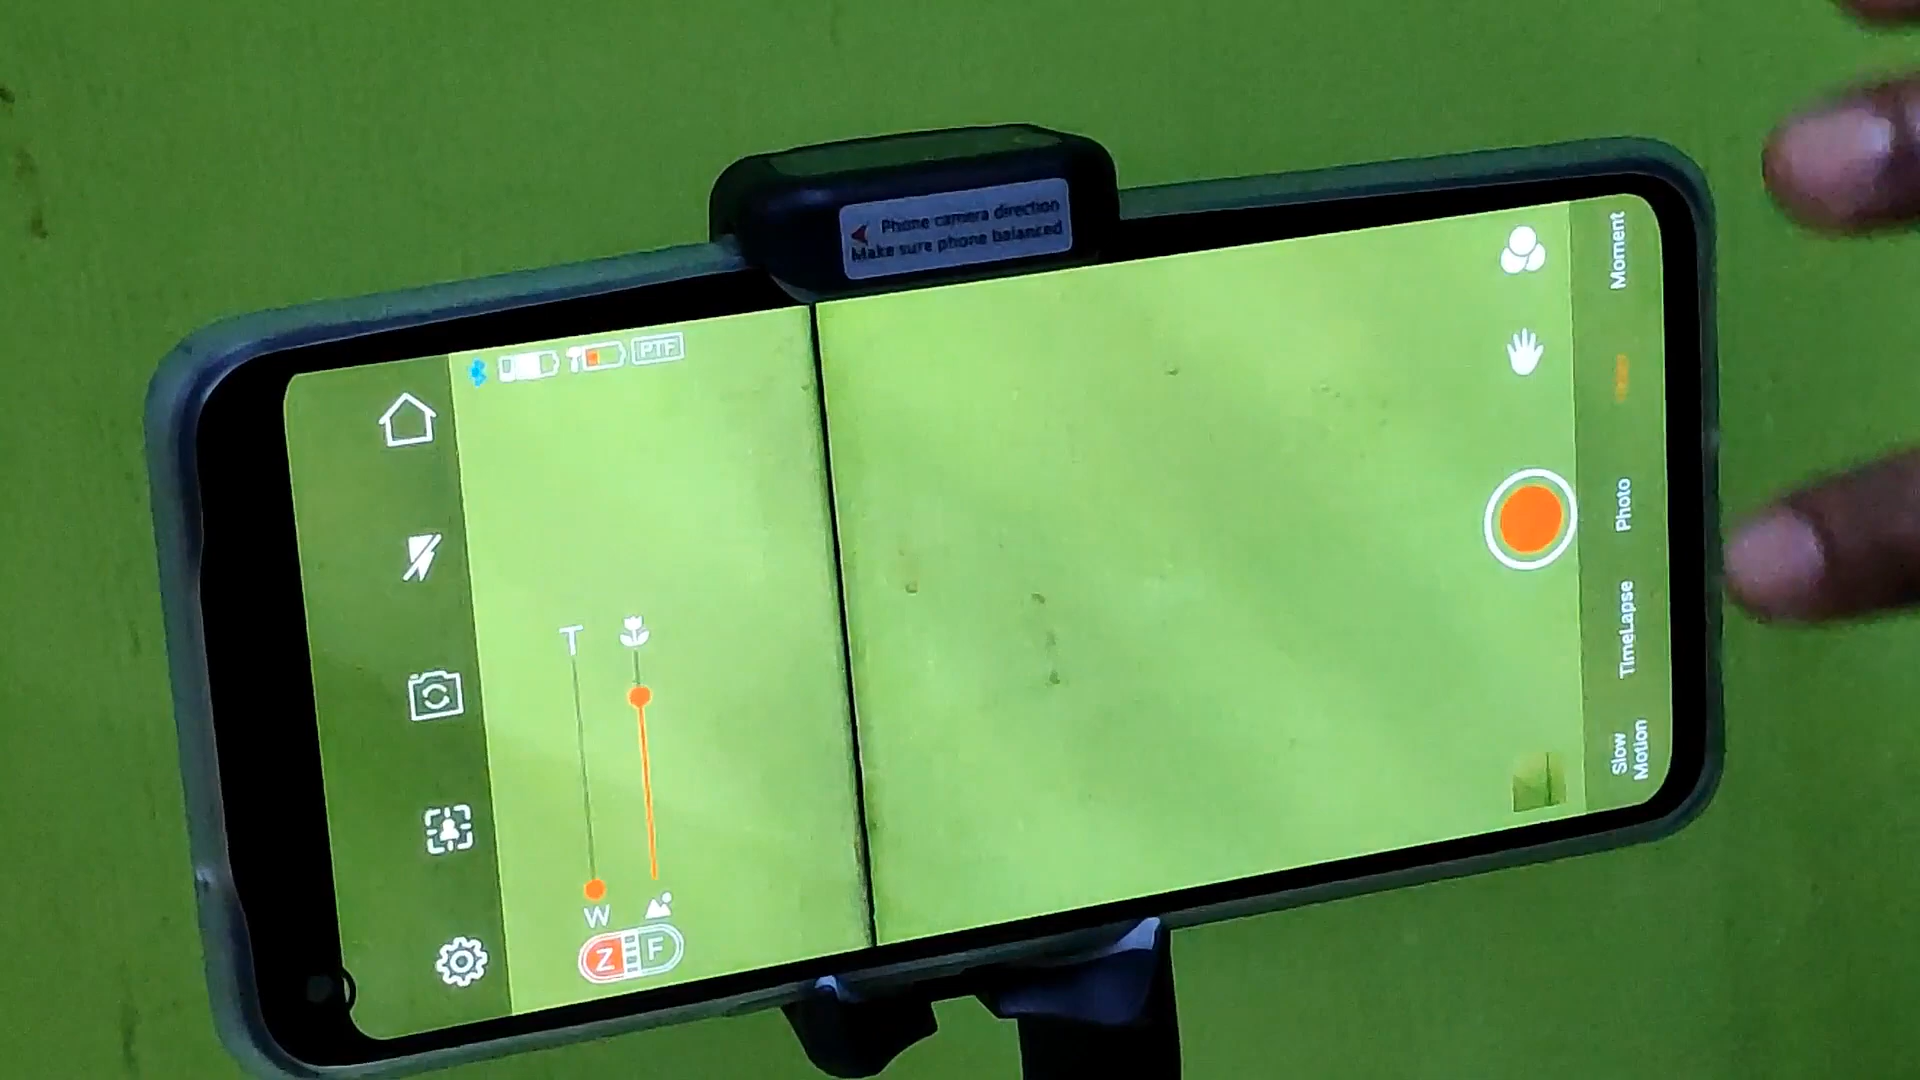 Phone camera direction
Make sure phone balanced
PTF
T
W
Z F
Moment
Photo
TimeLapse
Slow
Motion